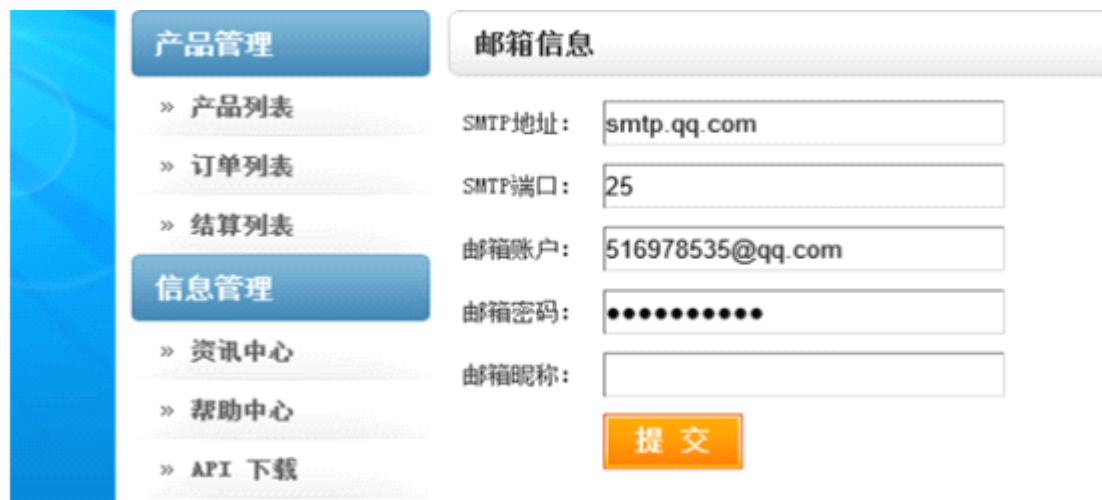 产品管理
» 产品列表
» 订单列表
» 结算列表
信息管理
» 资讯中心
» 帮助中心
» API 下载
邮箱信息
SMTP地址： smtp.qq.com
SMTP端口： 25
邮箱账户： 516978535@qq.com
邮箱密码： ●●●●●●●●●●
邮箱昵称：
提 交